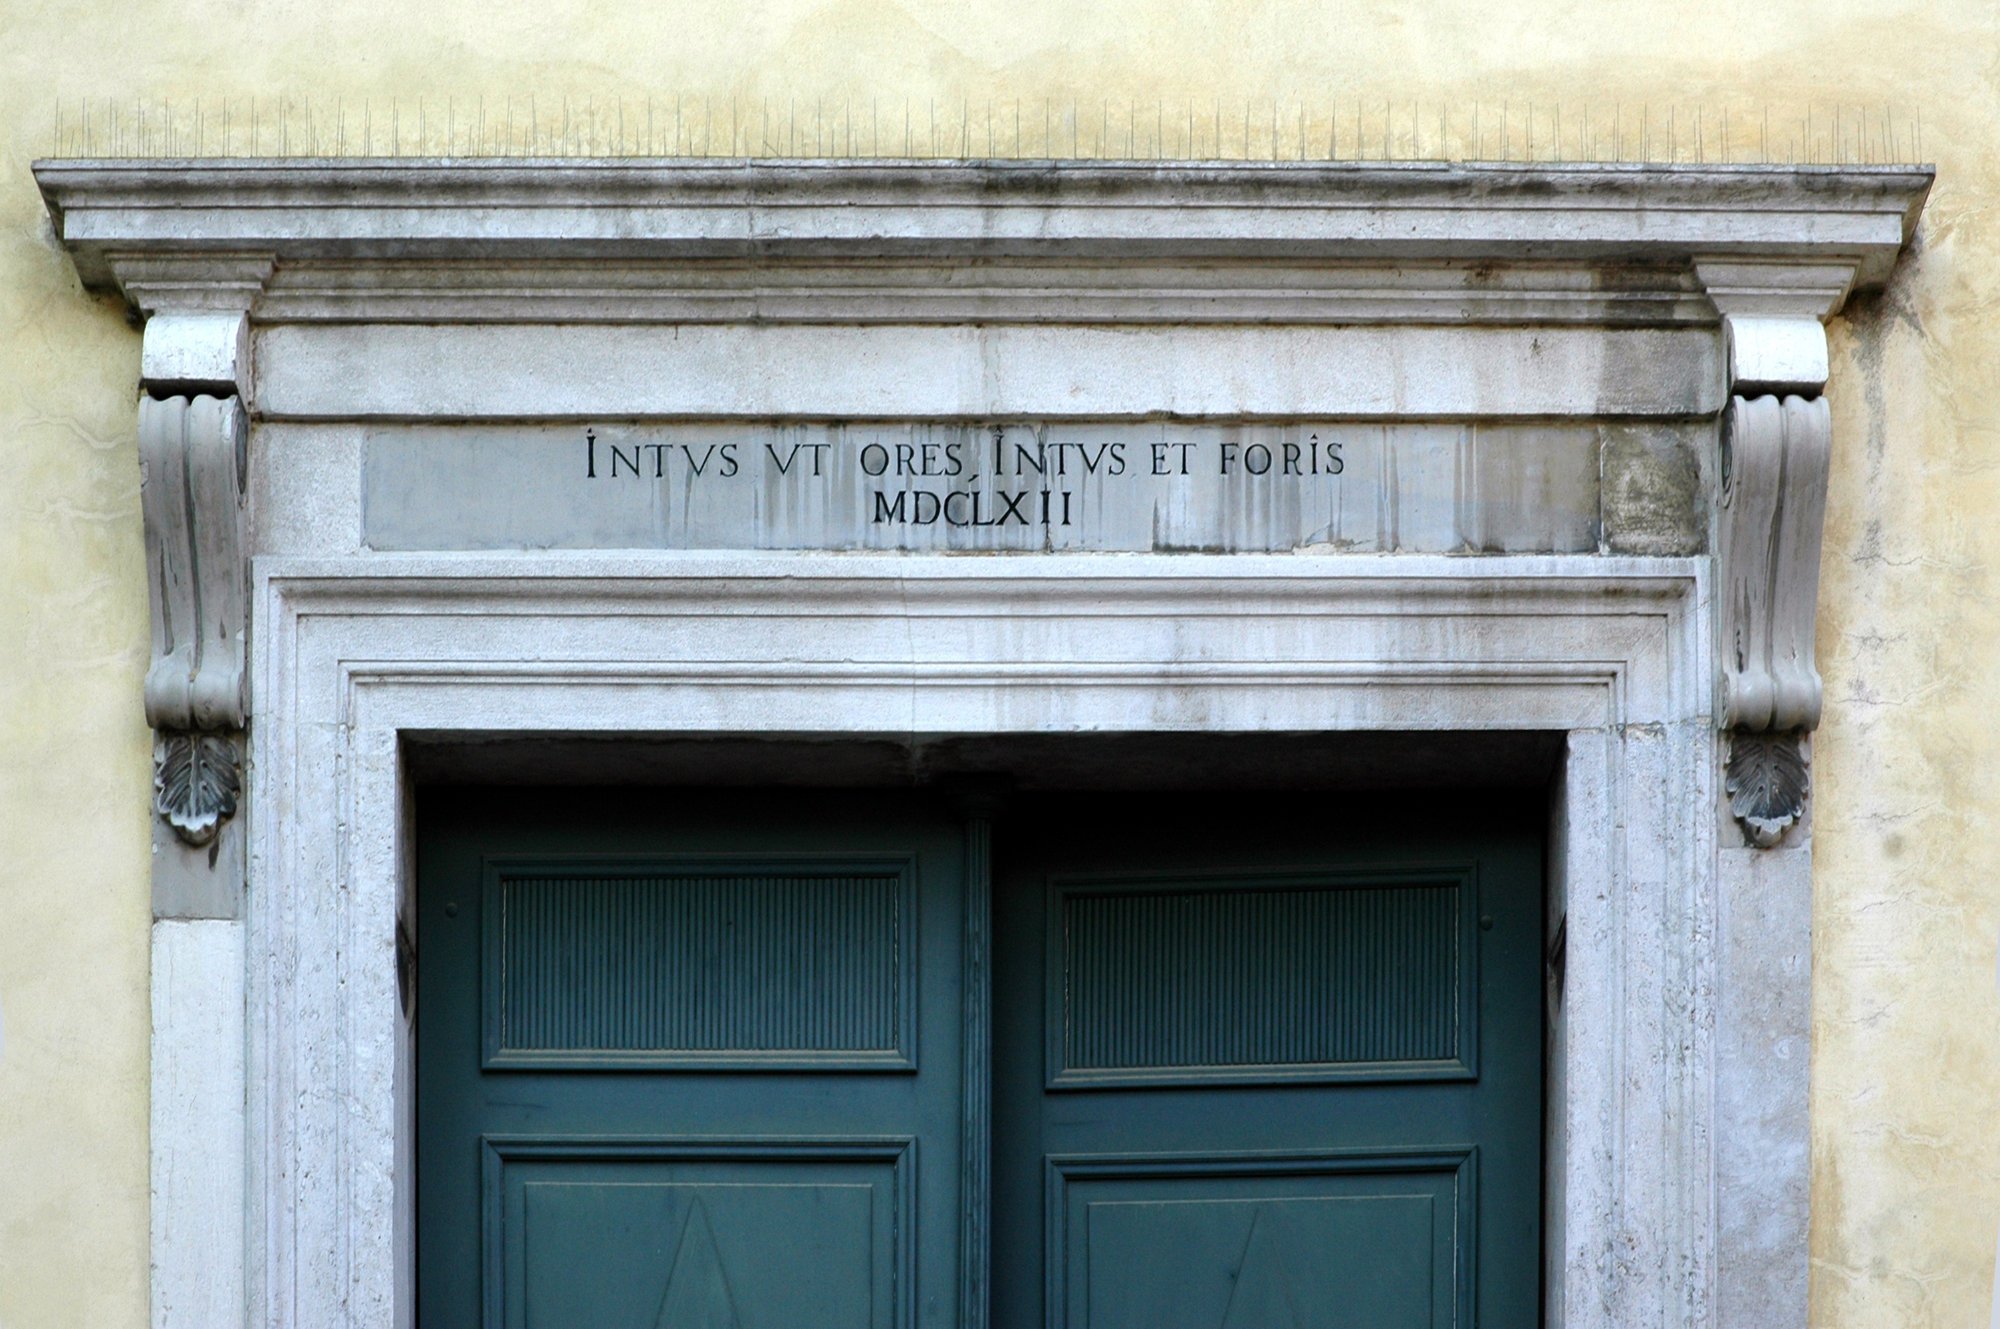 INTVS VT ORES, INTVS ET FORIS
MDCLXII